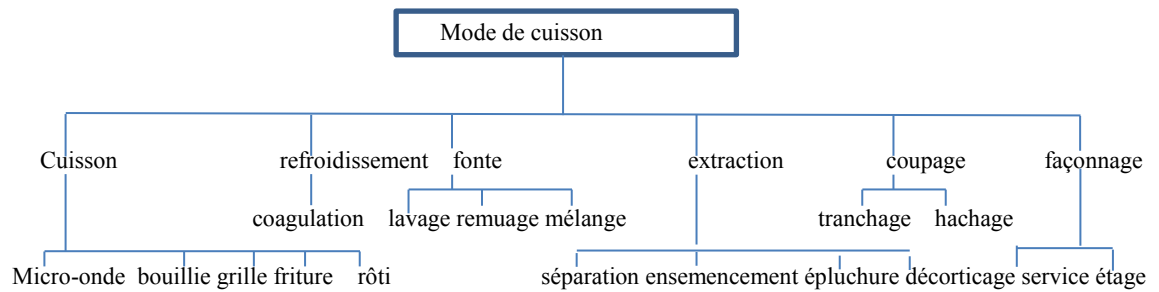 Mode de cuisson
Cuisson refroidissement fonte extraction coupage façonnage
coagulation lavage remuage mélange tranchage hachage
Micro-onde bouillie grille friture rôti séparation ensemencement épluchure décorticage service étage